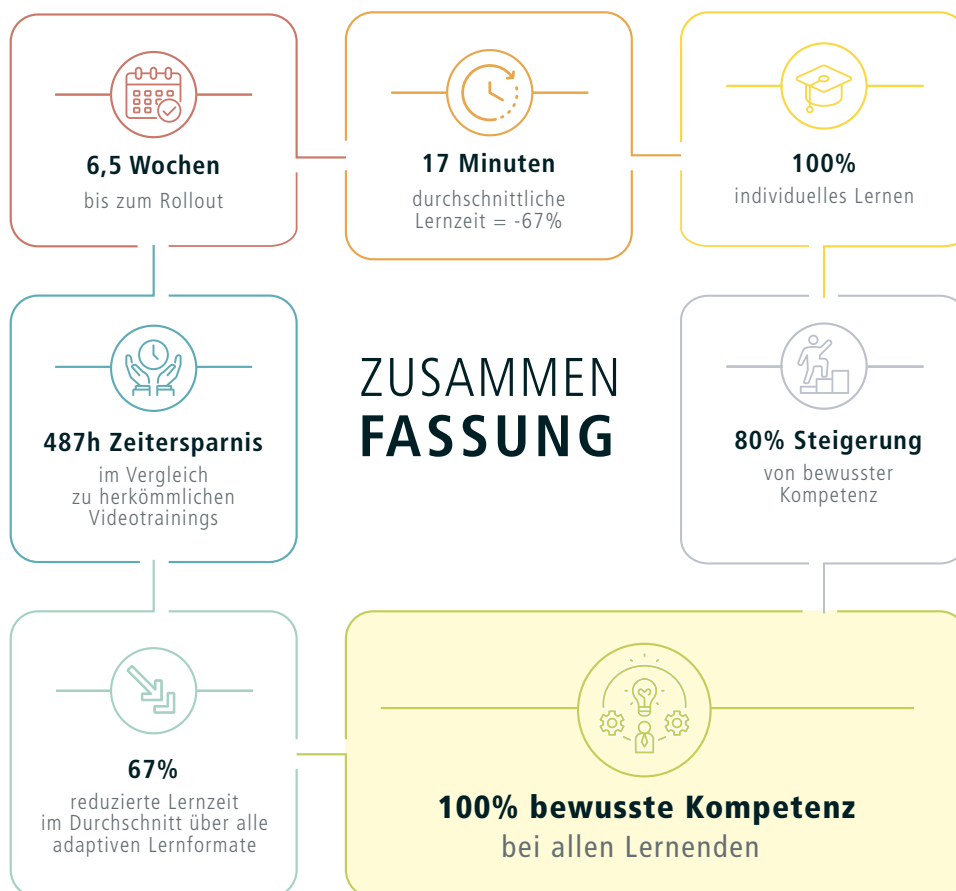 6,5 Wochen
bis zum Rollout
17 Minuten
durchschnittliche
Lernzeit = -67%
100%
individuelles Lernen
487h Zeitersparnis
im Vergleich
zu herkömmlichen
Videotrainings
ZUSAMMEN
FASSUNG
80% Steigerung
von bewusster
Kompetenz
67%
reduzierte Lernzeit
im Durchschnitt über alle
adaptiven Lernformate
100% bewusste Kompetenz
bei allen Lernenden